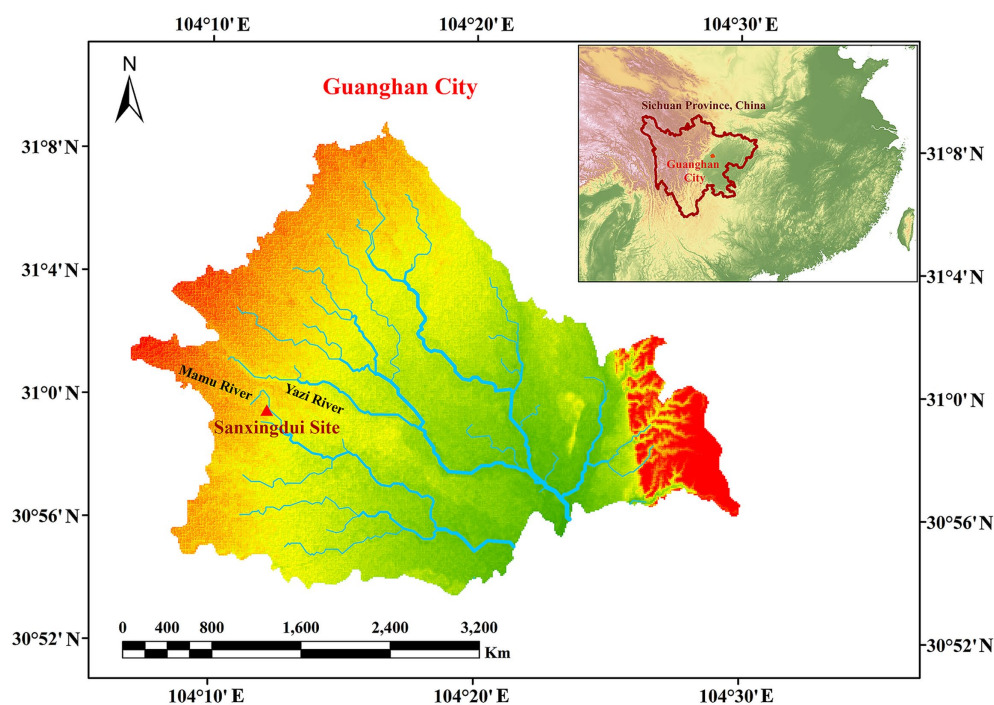 104°10' E
104°20' E
104°30' E
N
Guanghan City
Sichuan Province, China
Guanghan
City
31°8' N
31°8' N
31°4' N
31°4' N
31°0' N
31°0' N
Mamu River
Yazi River
Sanxingdui Site
30°56' N
30°56' N
30°52' N
30°52' N
0 400 800 1,600 2,400 3,200
Km
104°10' E
104°20' E
104°30' E